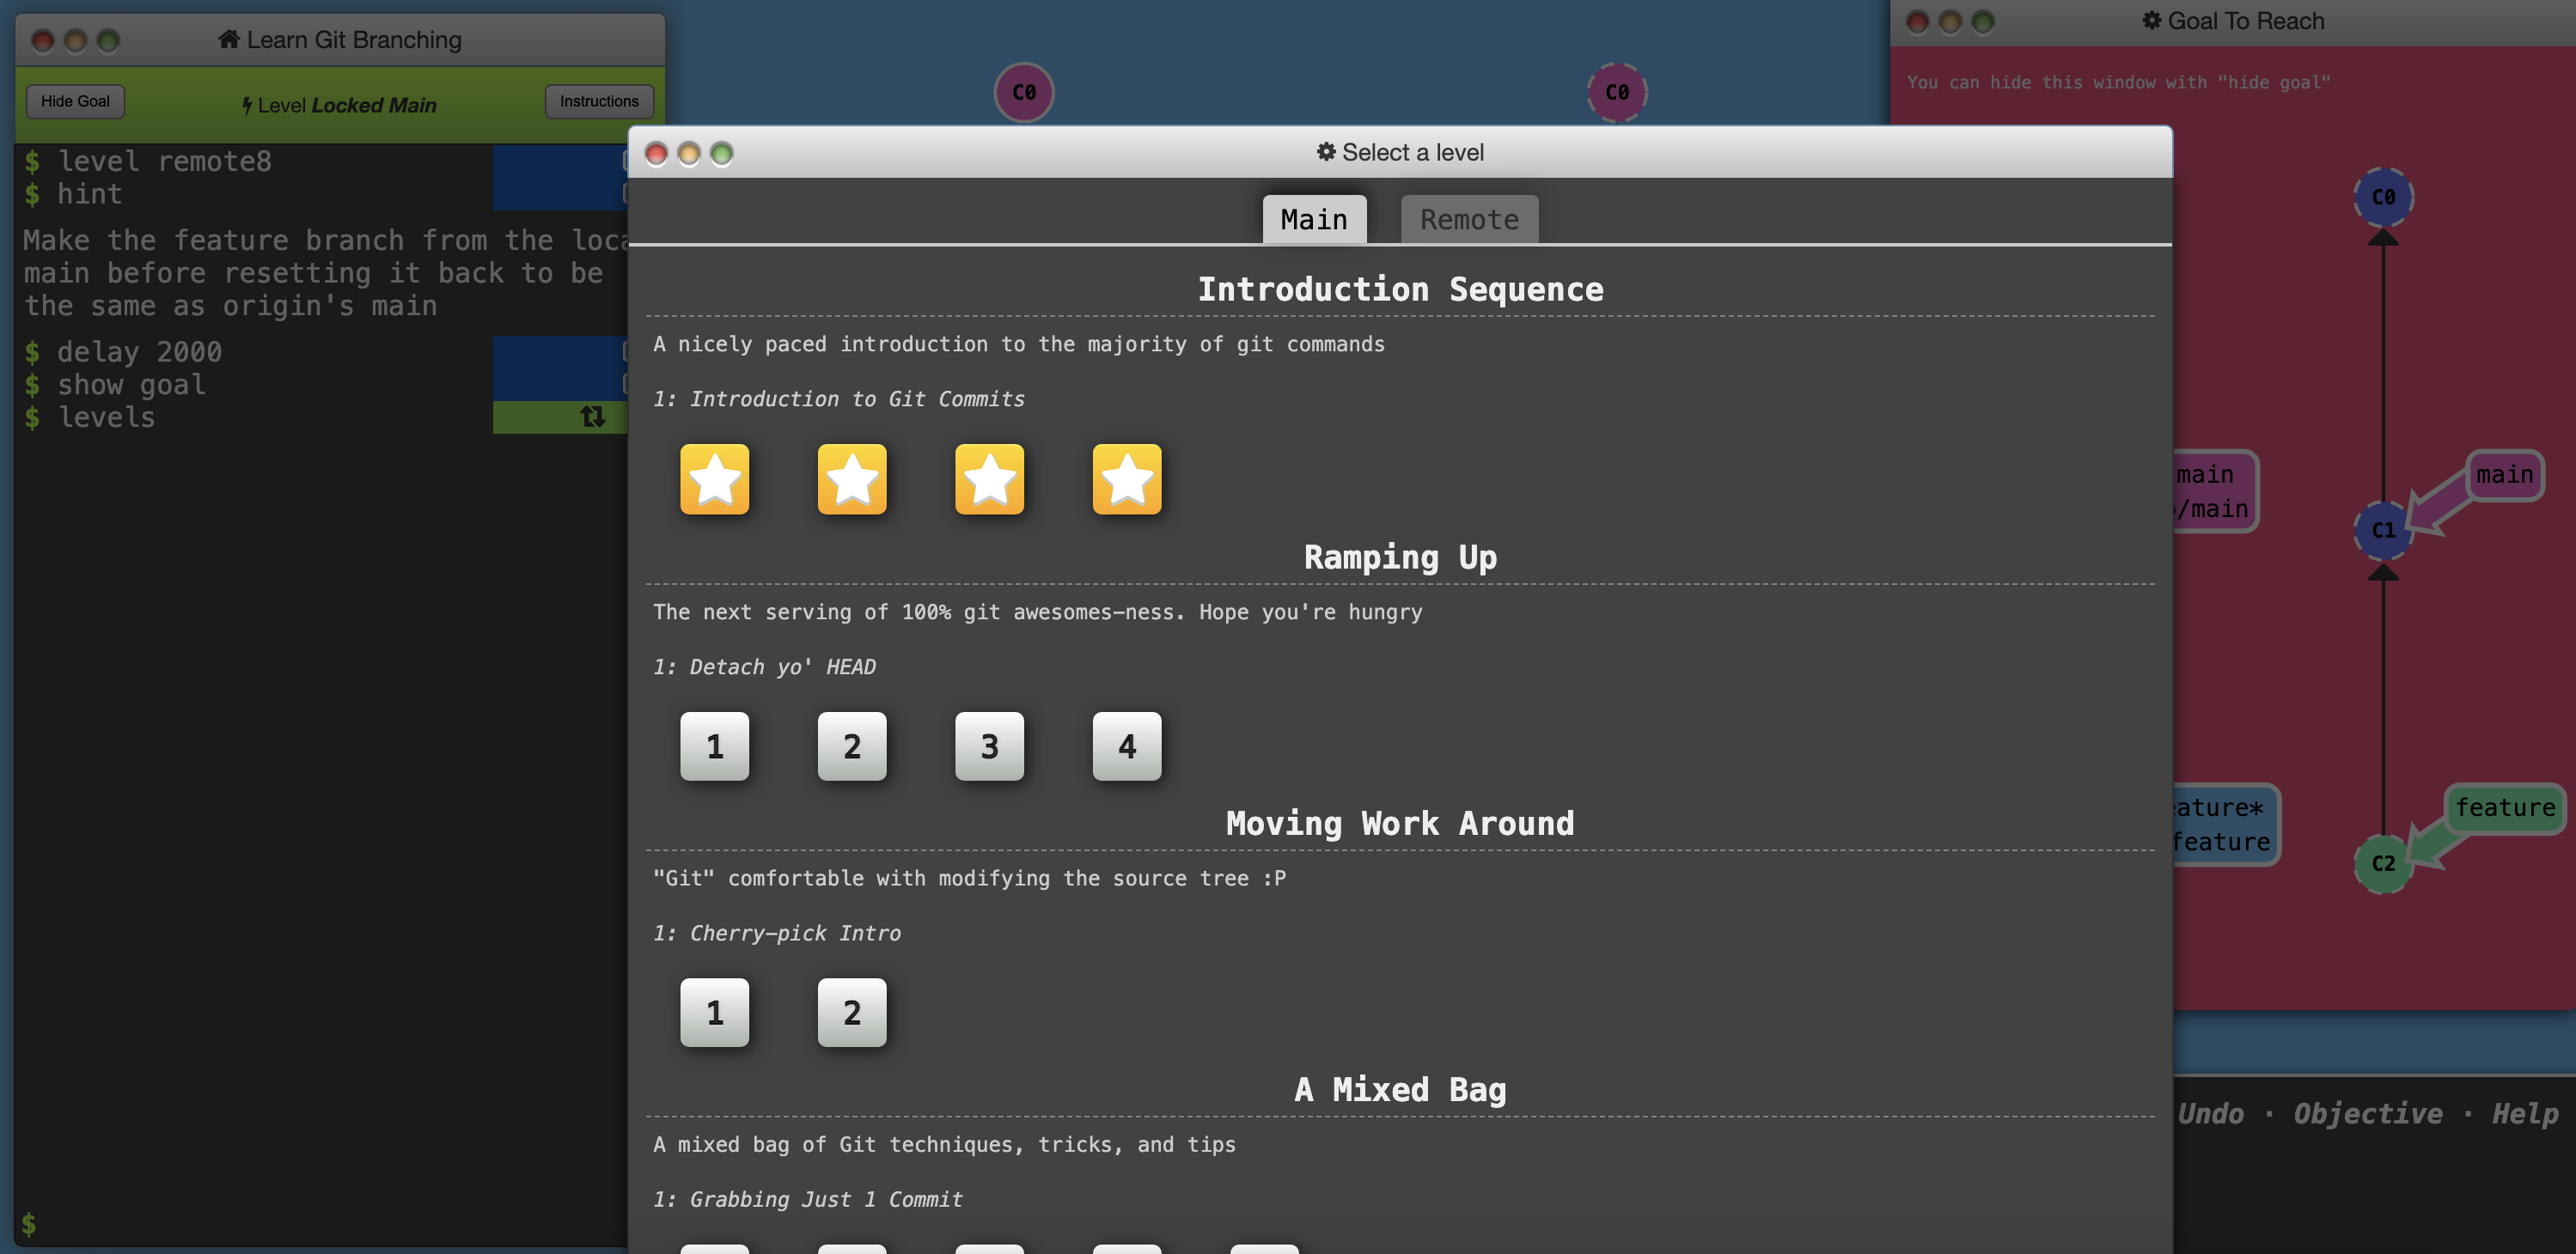 Learn Git Branching
Hide Goal
Level Locked Main
Instructions
$ level remote8
$ hint
Make the feature branch from the
main before resetting it back to be
the same as origin's main
$ delay 2000
$ show goal
$ levels
$
C0
C0
Select a level
Main
Remote
Introduction Sequence
A nicely paced introduction to the majority of git commands
1: Introduction to Git Commits
Ramping Up
The next serving of 100% git awesomes-ness. Hope you're hungry
1: Detach yo' HEAD
1 2 3 4
Moving Work Around
"Git" comfortable with modifying the source tree :P
1: Cherry-pick Intro
1 2
A Mixed Bag
A mixed bag of Git techniques, tricks, and tips
1: Grabbing Just 1 Commit
Goal To Reach
You can hide this window with "hide goal"
C0
main
/main
main
C1
feature
feature
C2
Undo · Objective · Help